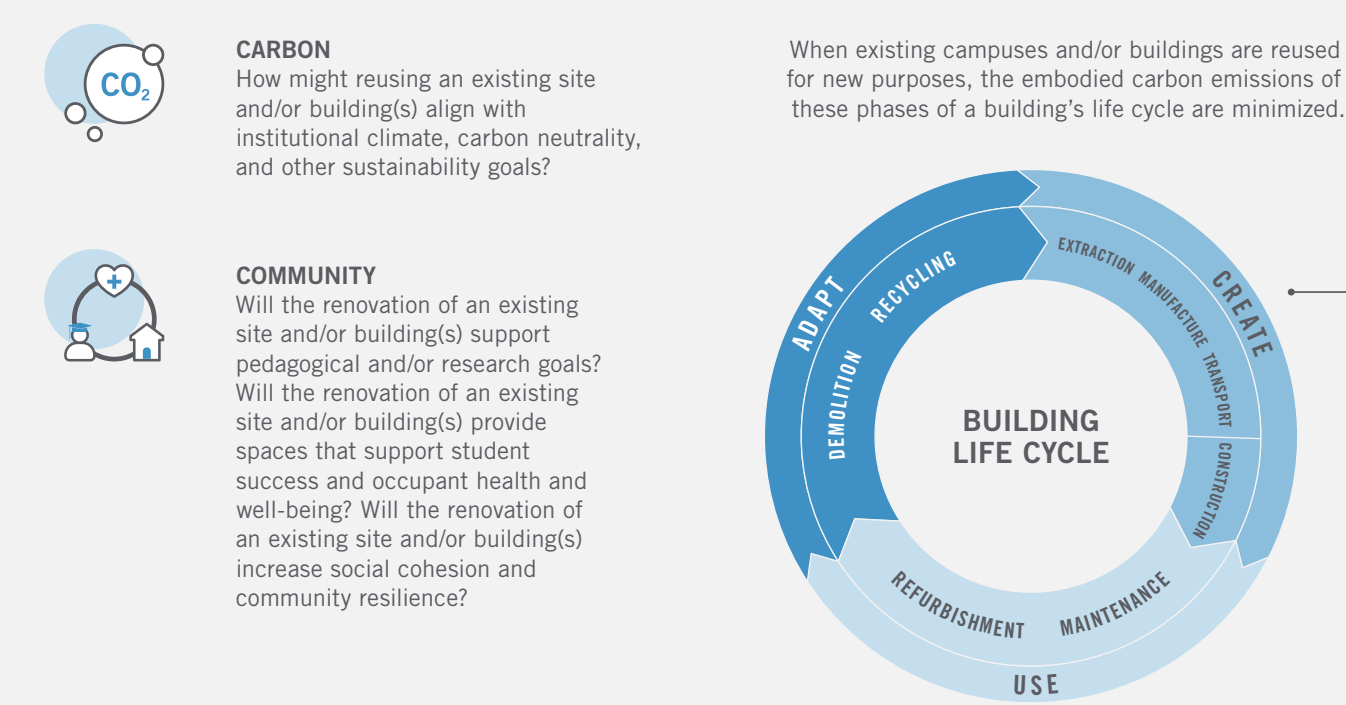 CO₂
CARBON
How might reusing an existing site
and/or building(s) align with
institutional climate, carbon neutrality,
and other sustainability goals?
COMMUNITY
Will the renovation of an existing
site and/or building(s) support
pedagogical and/or research goals?
Will the renovation of an existing
site and/or building(s) provide
spaces that support student
success and occupant health and
well-being? Will the renovation of
an existing site and/or building(s)
increase social cohesion and
community resilience?
When existing campuses and/or buildings are reused
for new purposes, the embodied carbon emissions of
these phases of a building’s life cycle are minimized.
BUILDING
LIFE CYCLE
CREATE
EXTRACTION
MANUFACTURE
TRANSPORT
CONSTRUCTION
USE
MAINTENANCE
REFURBISHMENT
ADAPT
DEMOLITION
RECYCLING